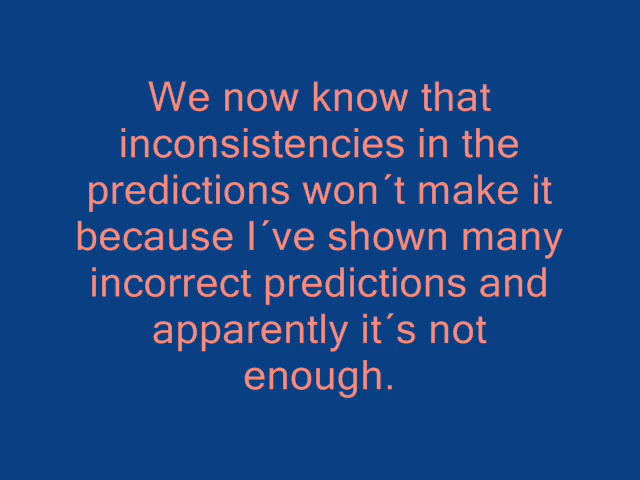 We now know that
inconsistencies in the
predictions won´t make it
because I´ve shown many
incorrect predictions and
apparently it´s not
enough.